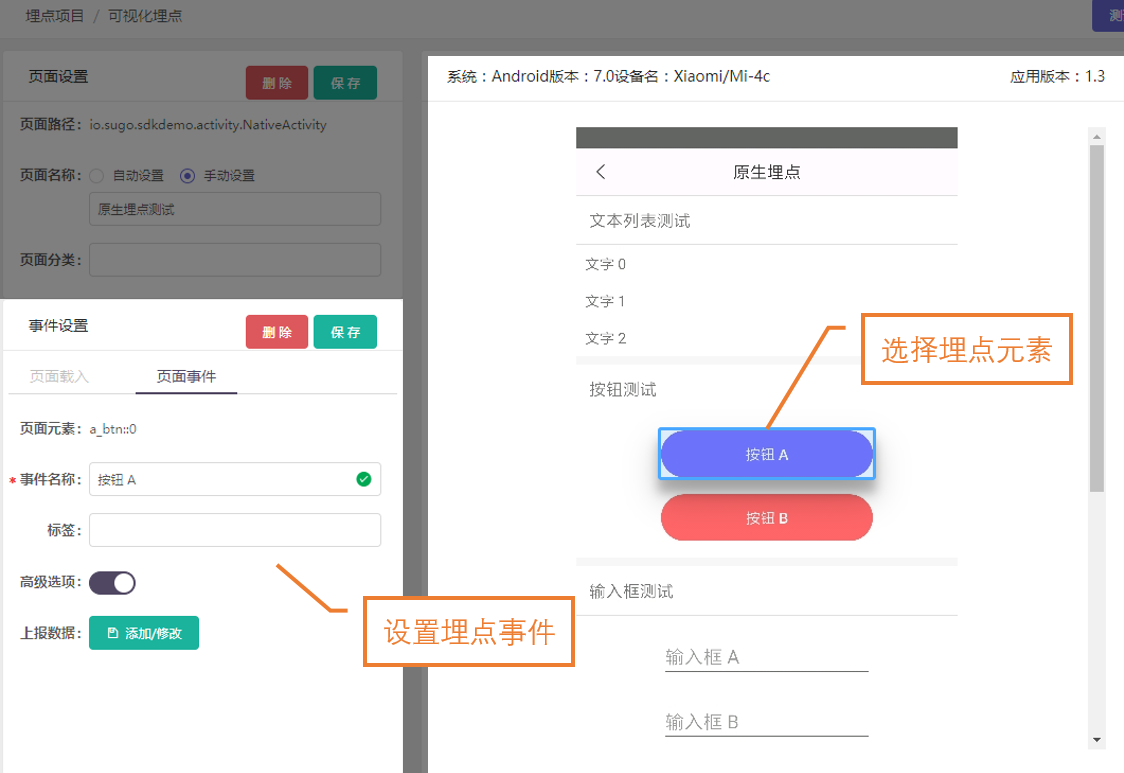 埋点项目 / 可视化埋点
页面设置
删 除
保 存
页面路径: io.sugo.sdkdemo.activity.NativeActivity
页面名称: 自动设置 手动设置
原生埋点测试
页面分类:
事件设置
删 除
保 存
页面载入
页面事件
页面元素: a_btn::0
* 事件名称: 按钮 A
标签:
高级选项:
上报数据: 添加/修改
设置埋点事件
系统：Android版本：7.0设备名：Xiaomi/Mi-4c
应用版本：1.3
原生埋点
文本列表测试
文字 0
文字 1
文字 2
选择埋点元素
按钮测试
按钮 A
按钮 B
输入框测试
输入框 A
输入框 B